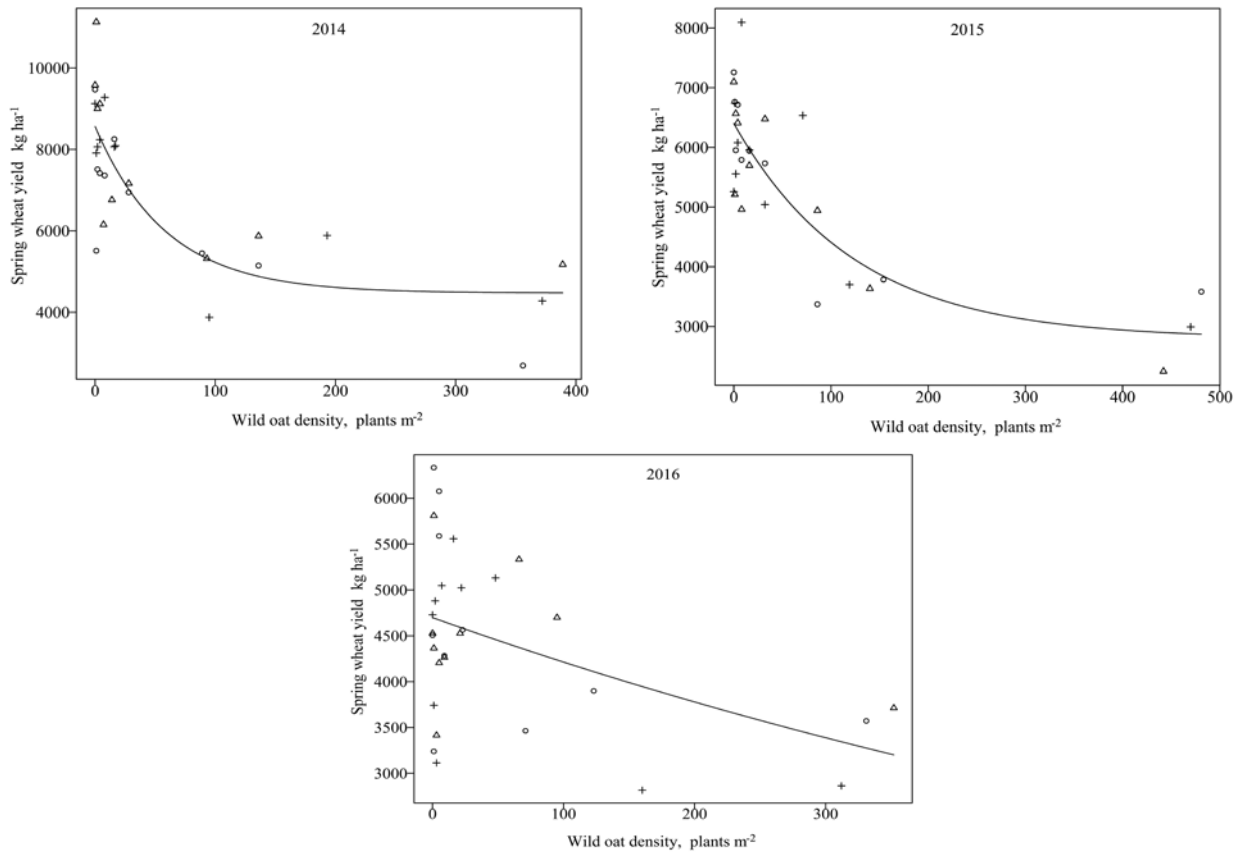 2014
10000
8000
6000
4000
Spring wheat yield kg ha-1
0 100 200 300 400
Wild oat density, plants m-2
2015
8000
7000
6000
5000
4000
3000
Spring wheat yield kg ha-1
0 100 200 300 400 500
Wild oat density, plants m-2
2016
6000
5500
5000
4500
4000
3500
3000
Spring wheat yield kg ha-1
0 100 200 300
Wild oat density, plants m-2